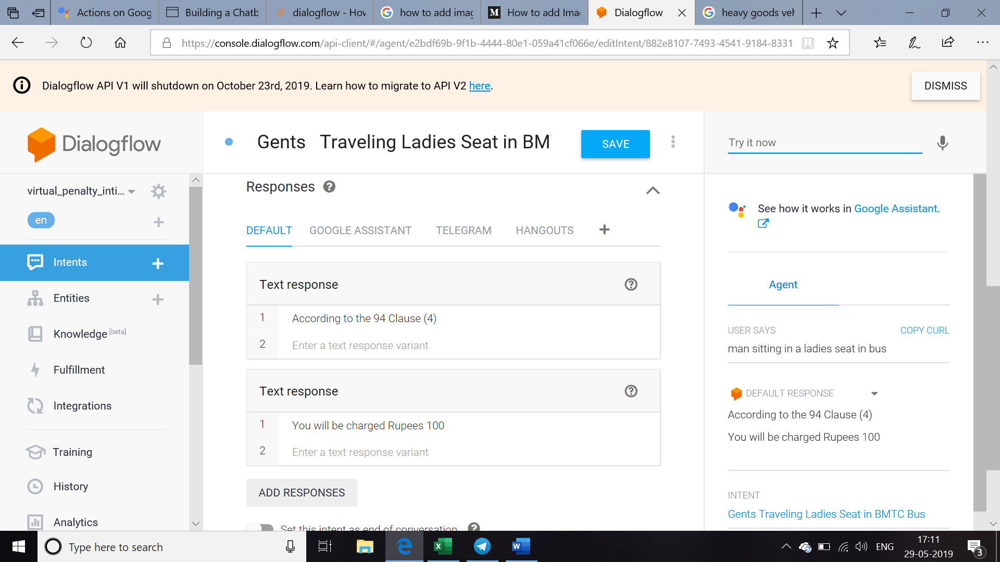 Actions on Goog
Building a Chatb
dialogflow - Hov
how to add imag
How to add Ima
Dialogflow
heavy goods veh
https://console.dialogflow.com/api-client/#/agent/e2bdf69b-9f1b-4444-80e1-059a41cf066e/editIntent/882e8107-7493-4541-9184-8331
Dialogflow API V1 will shutdown on October 23rd, 2019. Learn how to migrate to API V2 here.
DISMISS
Dialogflow
Gents Traveling Ladies Seat in BM
SAVE
Try it now
virtual_penalty_inti...
en
Intents
Entities
Knowledge [beta]
Fulfillment
Integrations
Training
History
Analytics
Responses
DEFAULT
GOOGLE ASSISTANT
TELEGRAM
HANGOUTS
Text response
1 According to the 94 Clause (4)
2 Enter a text response variant
Text response
1 You will be charged Rupees 100
2 Enter a text response variant
ADD RESPONSES
Set this intent as end of conversation
See how it works in Google Assistant.
Agent
USER SAYS
COPY CURL
man sitting in a ladies seat in bus
DEFAULT RESPONSE
According to the 94 Clause (4)
You will be charged Rupees 100
INTENT
Gents Traveling Ladies Seat in BMTC Bus
Type here to search
ENG
17:11
29-05-2019
3